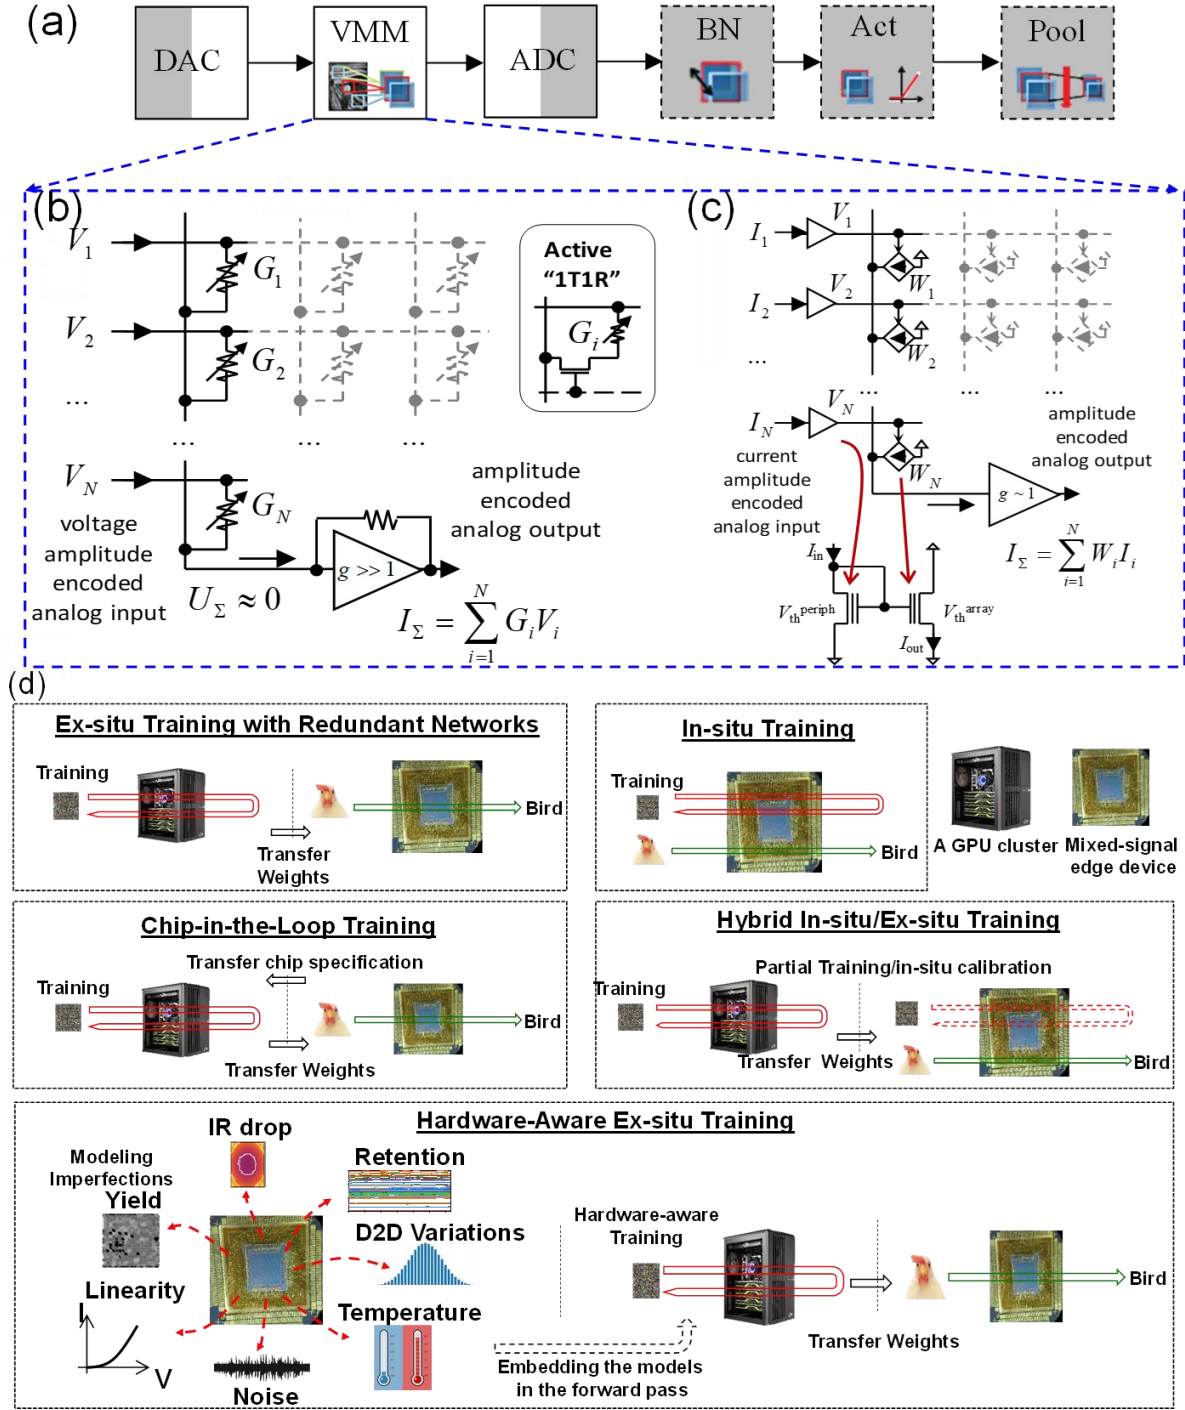 (a)
DAC
VMM
ADC
BN
Act
Pool
(b)
V1
G1
V2
G2
...
...
...
...
VN
GN
voltage
amplitude
encoded
analog input
UΣ ≈ 0
g >> 1
amplitude
encoded
analog output
IΣ = ∑ i=1 N GiVi
Active
“1T1R”
Gi
(c)
I1
V1
W1
I2
V2
W2
...
...
...
...
IN
VN
WN
current
amplitude
encoded
analog input
amplitude
encoded
analog output
g ~ 1
IΣ = ∑ i=1 N WiIi
Iin
Vth periph
Vth array
Iout
(d)
Ex-situ Training with Redundant Networks
Training
Transfer
Weights
Bird
In-situ Training
Training
Bird
A GPU cluster
Mixed-signal
edge device
Chip-in-the-Loop Training
Transfer chip specification
Training
Transfer Weights
Bird
Hybrid In-situ/Ex-situ Training
Partial Training/in-situ calibration
Training
Transfer Weights
Bird
Hardware-Aware Ex-situ Training
IR drop
Modeling
Imperfections
Yield
Retention
D2D Variations
Linearity
I
V
Noise
Temperature
Hardware-aware
Training
Embedding the models
in the forward pass
Transfer Weights
Bird